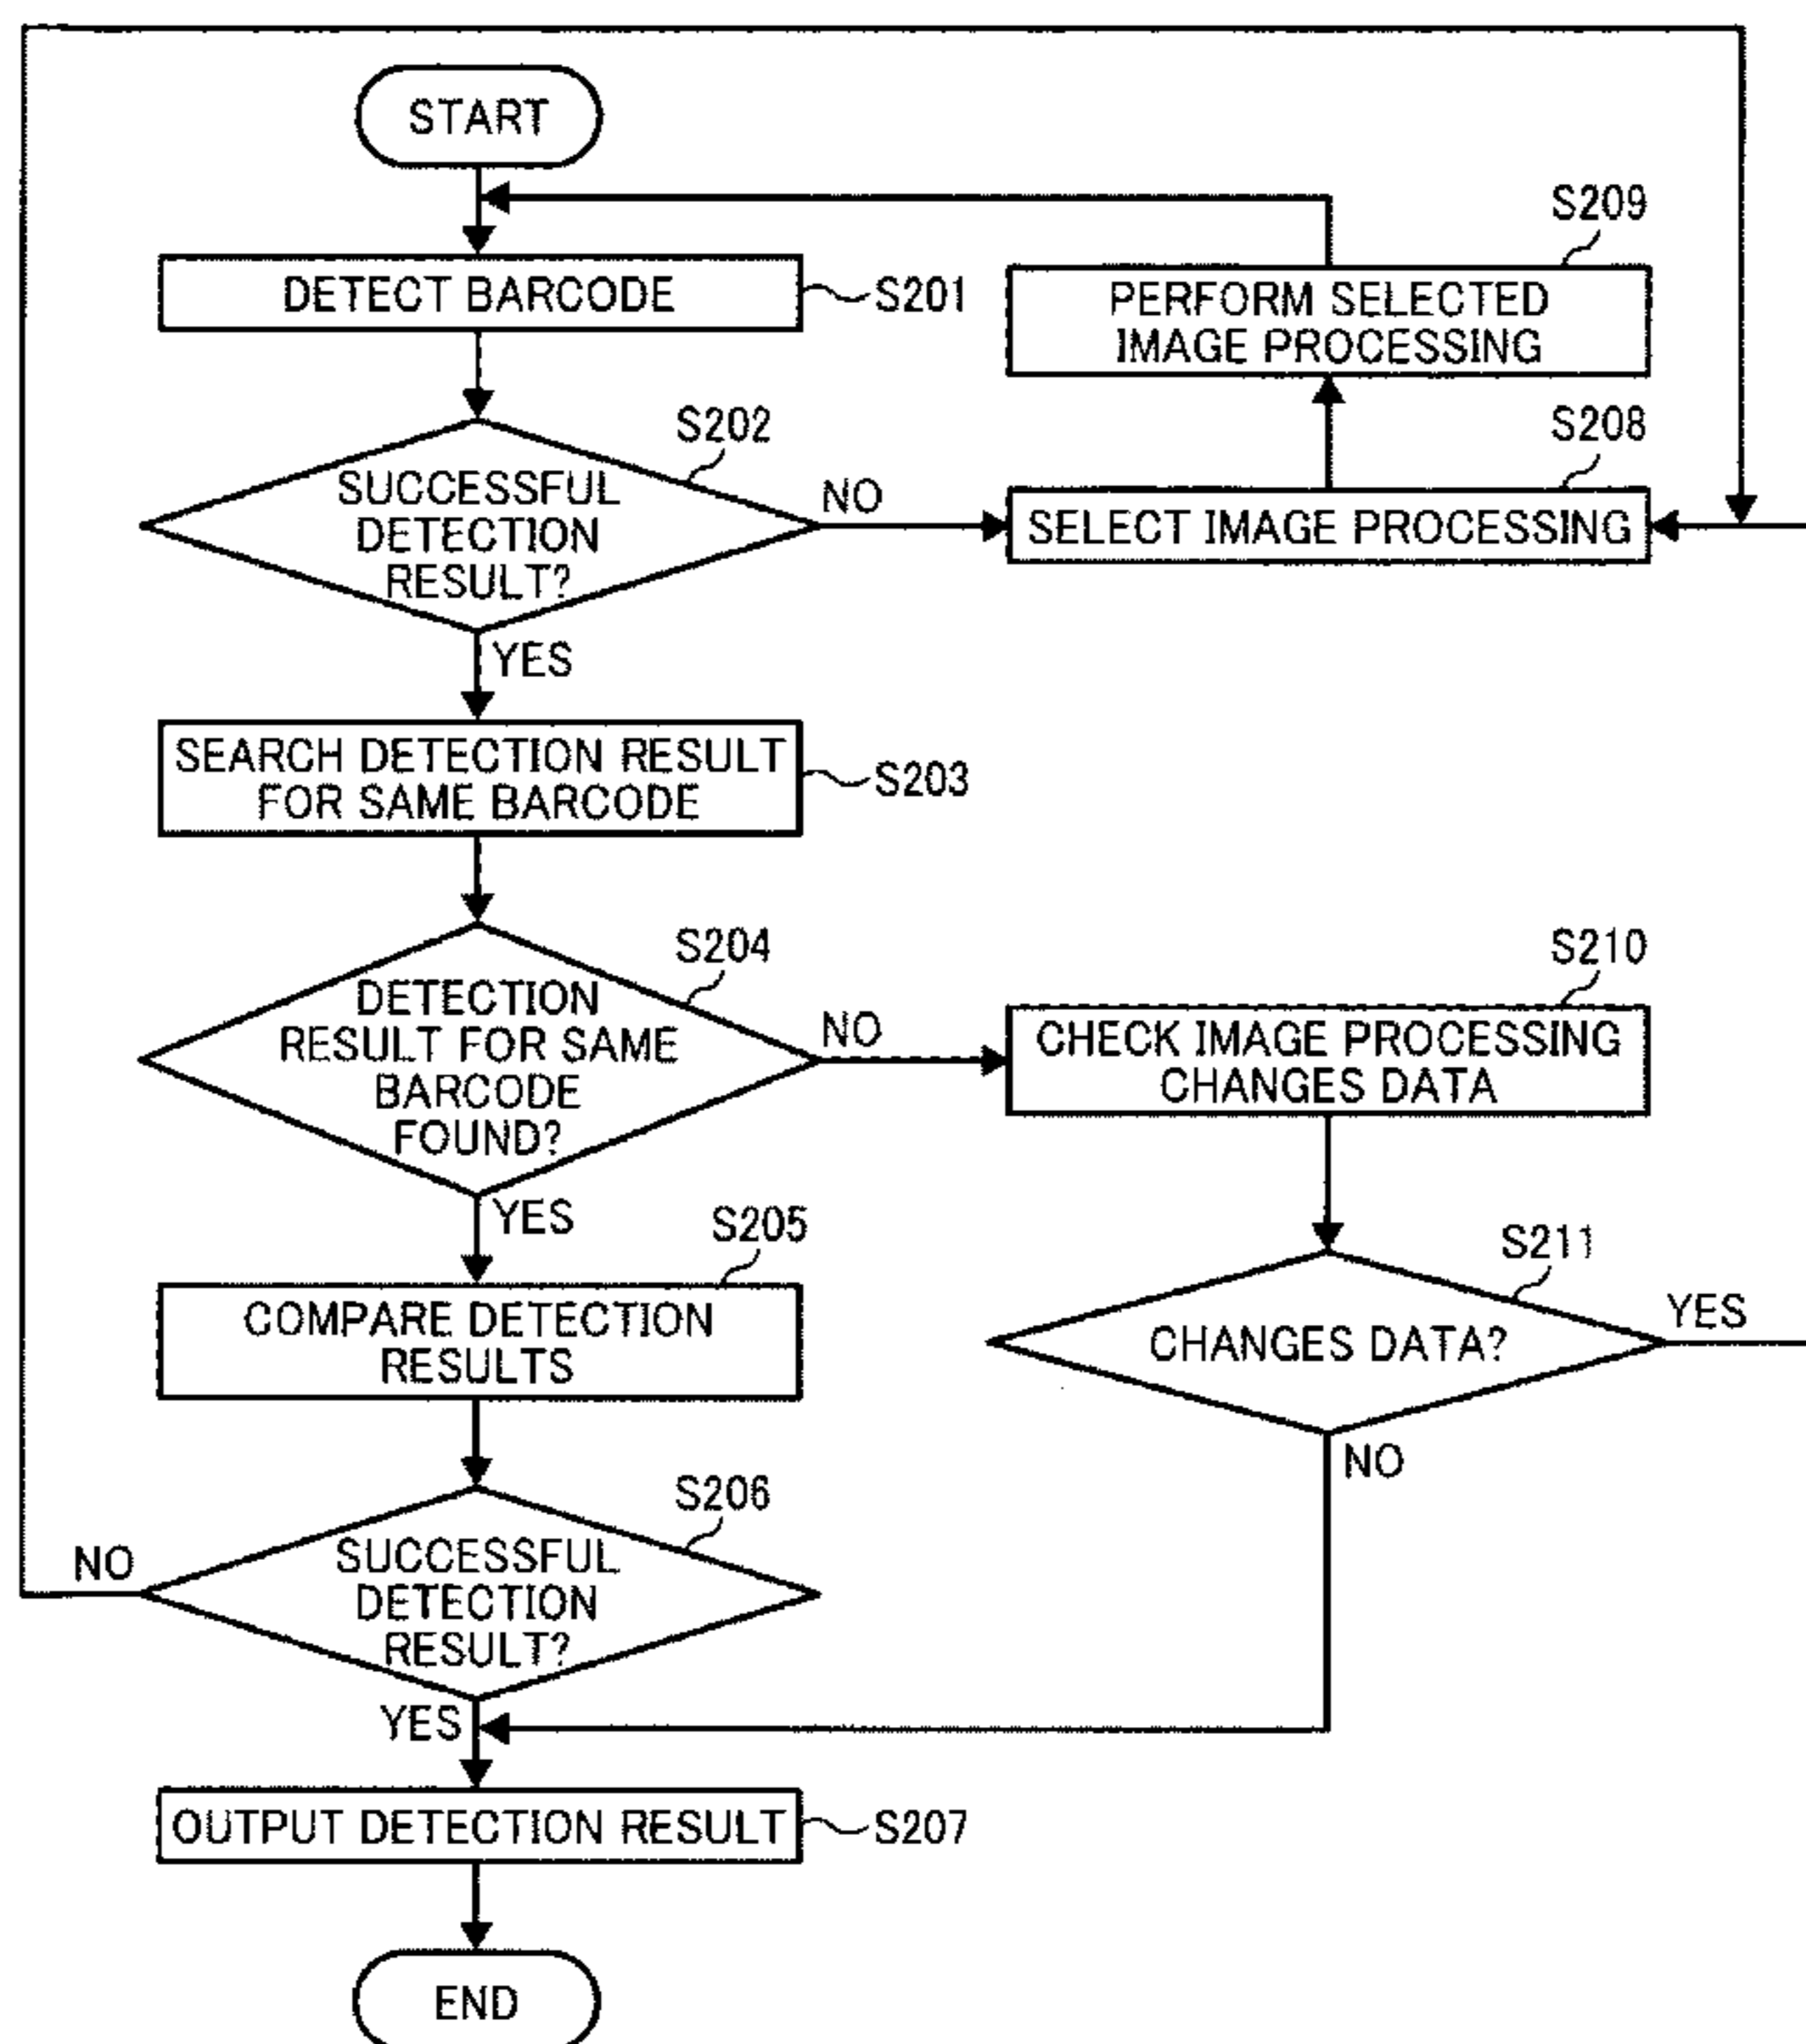 START
S209
DETECT BARCODE
S201
PERFORM SELECTED
IMAGE PROCESSING
S202
S208
SUCCESSFUL
DETECTION
RESULT?
NO
SELECT IMAGE PROCESSING
YES
SEARCH DETECTION RESULT
FOR SAME BARCODE
S203
S204
S210
DETECTION
RESULT FOR SAME
BARCODE
FOUND?
NO
CHECK IMAGE PROCESSING
CHANGES DATA
YES
S205
S211
COMPARE DETECTION
RESULTS
CHANGES DATA?
YES
NO
S206
NO
SUCCESSFUL
DETECTION
RESULT?
YES
OUTPUT DETECTION RESULT
S207
END